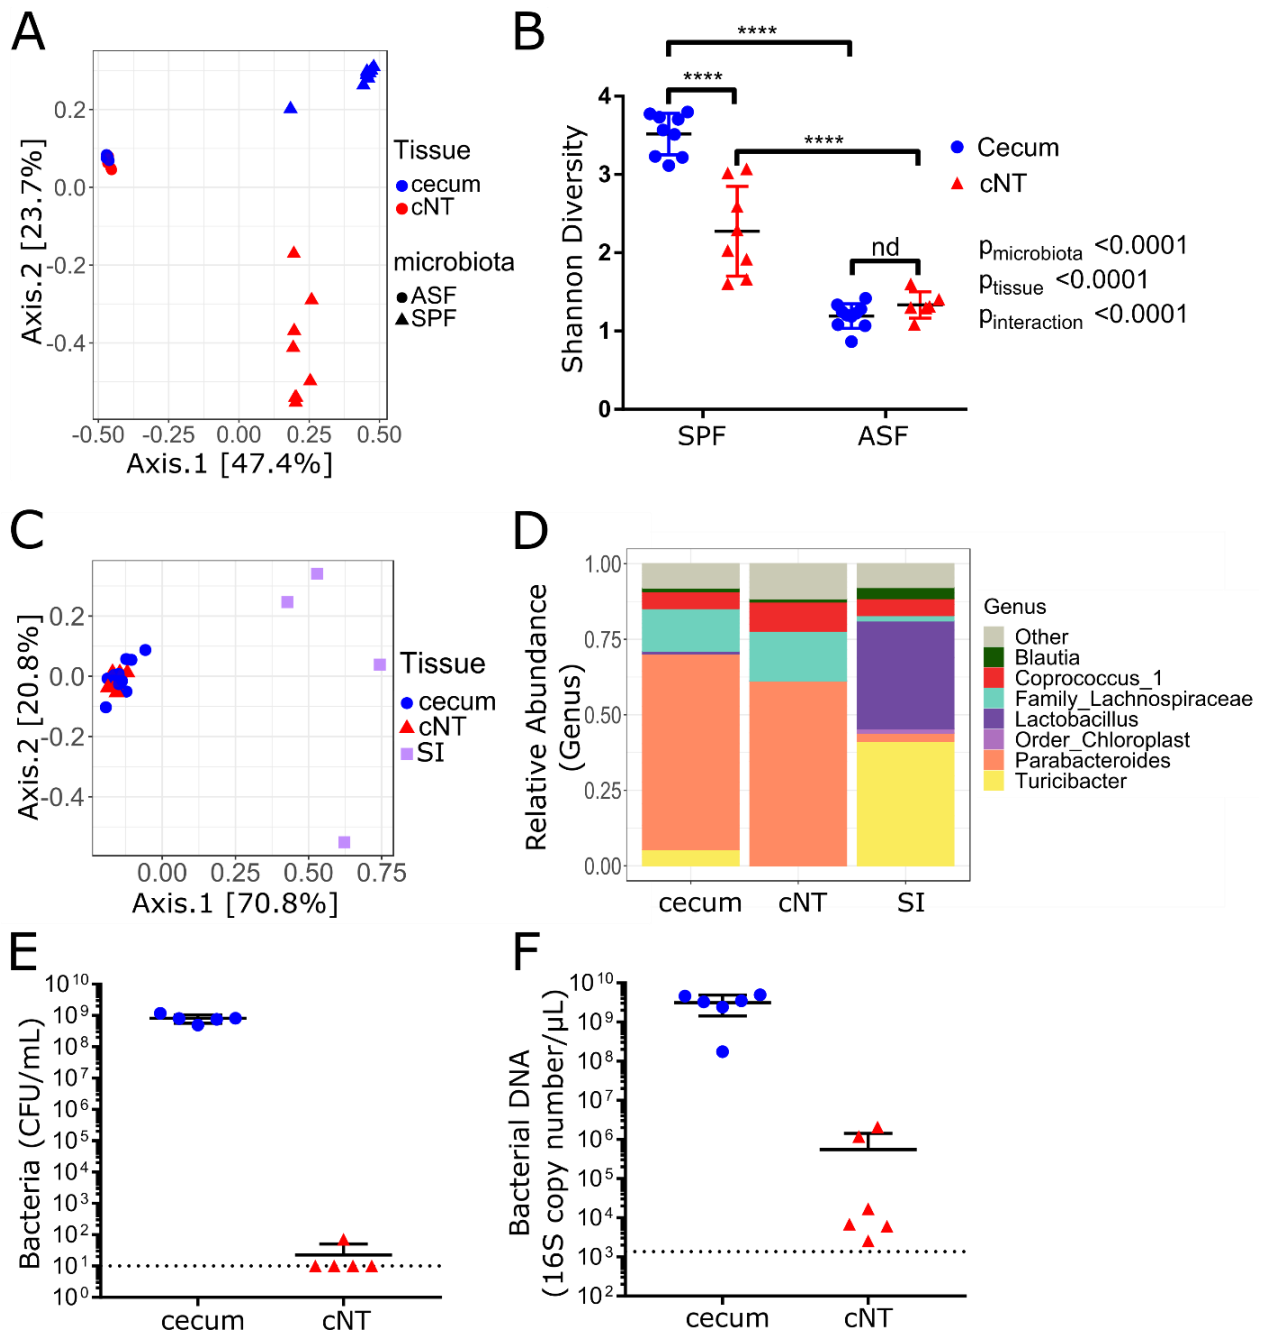 A
Axis.2 [23.7%]
0.2
0.0
-0.2
-0.4
-0.50 -0.25 0.00 0.25 0.50
Axis.1 [47.4%]
Tissue
cecum
cNT
microbiota
ASF
SPF
B
Shannon Diversity
4
3
2
1
0
****
****
****
nd
SPF ASF
Cecum
cNT
pmicrobiota <0.0001
ptissue <0.0001
pinteraction <0.0001
C
Axis.2 [20.8%]
0.2
0.0
-0.2
-0.4
0.00 0.25 0.50 0.75
Axis.1 [70.8%]
Tissue
cecum
cNT
SI
D
Relative Abundance
(Genus)
1.00
0.75
0.50
0.25
0.00
cecum cNT SI
Genus
Other
Blautia
Coprococcus_1
Family_Lachnospiraceae
Lactobacillus
Order_Chloroplast
Parabacteroides
Turicibacter
E
Bacteria (CFU/mL)
10^10
10^9
10^8
10^7
10^6
10^5
10^4
10^3
10^2
10^1
10^0
cecum cNT
F
Bacterial DNA
(16S copy number/µL)
10^10
10^9
10^8
10^7
10^6
10^5
10^4
10^3
10^2
cecum cNT